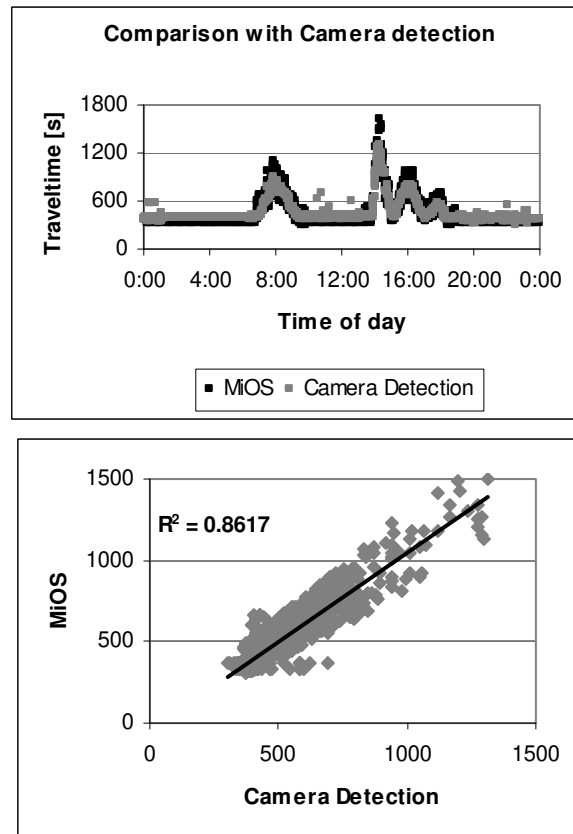 Comparison with Camera detection
Traveltime [s]
1800
1200
600
0
0:00 4:00 8:00 12:00 16:00 20:00 0:00
Time of day
MiOS Camera Detection
MiOS
1500
1000
500
0
R² = 0.8617
0 500 1000 1500
Camera Detection